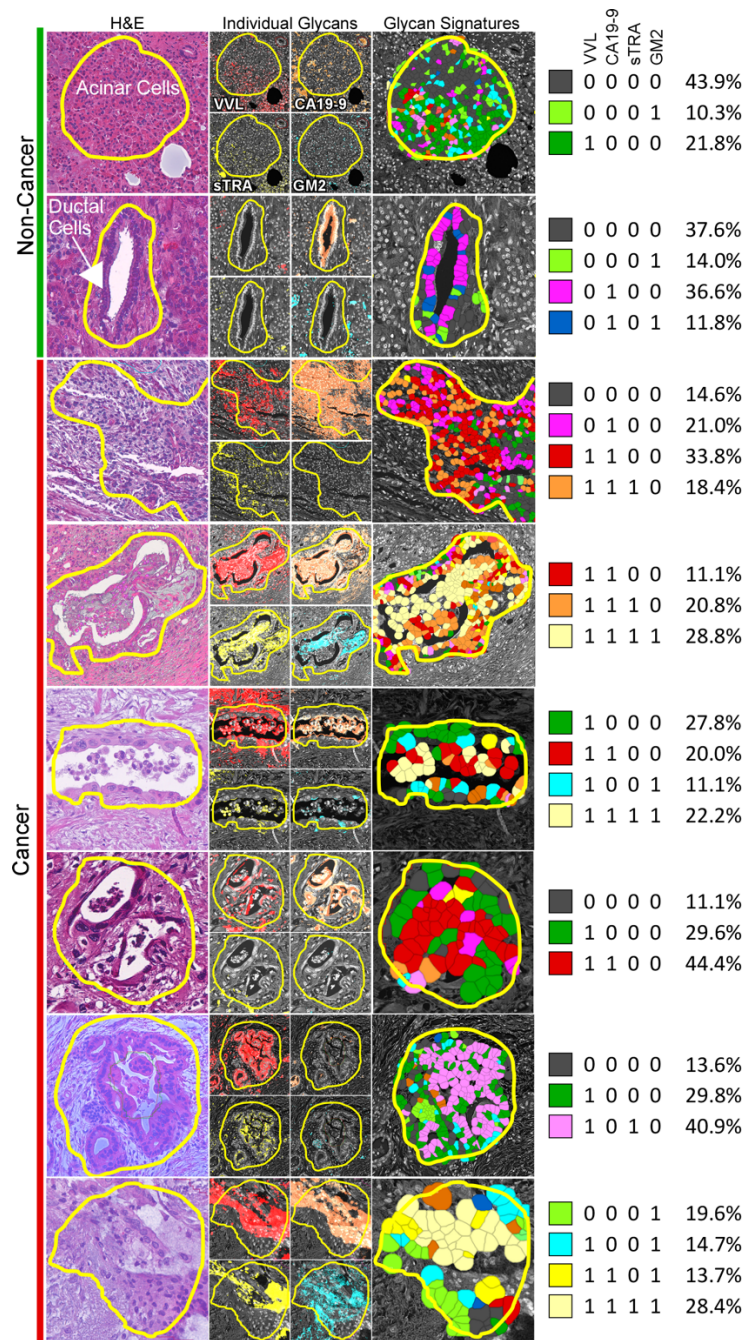 H&E Individual Glycans Glycan Signatures
VVL CA19-9 sTRA GM2
Non-Cancer
Acinar Cells
VVL CA19-9
sTRA GM2
0 0 0 0 43.9%
0 0 0 1 10.3%
1 0 0 0 21.8%
Ductal
Cells
0 0 0 0 37.6%
0 0 0 1 14.0%
0 1 0 0 36.6%
0 1 0 1 11.8%
Cancer
0 0 0 0 14.6%
0 1 0 0 21.0%
1 1 0 0 33.8%
1 1 1 0 18.4%
1 1 0 0 11.1%
1 1 1 0 20.8%
1 1 1 1 28.8%
1 0 0 0 27.8%
1 1 0 0 20.0%
1 0 0 1 11.1%
1 1 1 1 22.2%
0 0 0 0 11.1%
1 0 0 0 29.6%
1 1 0 0 44.4%
0 0 0 0 13.6%
1 0 0 0 29.8%
1 0 1 0 40.9%
0 0 0 1 19.6%
1 0 0 1 14.7%
1 1 0 1 13.7%
1 1 1 1 28.4%